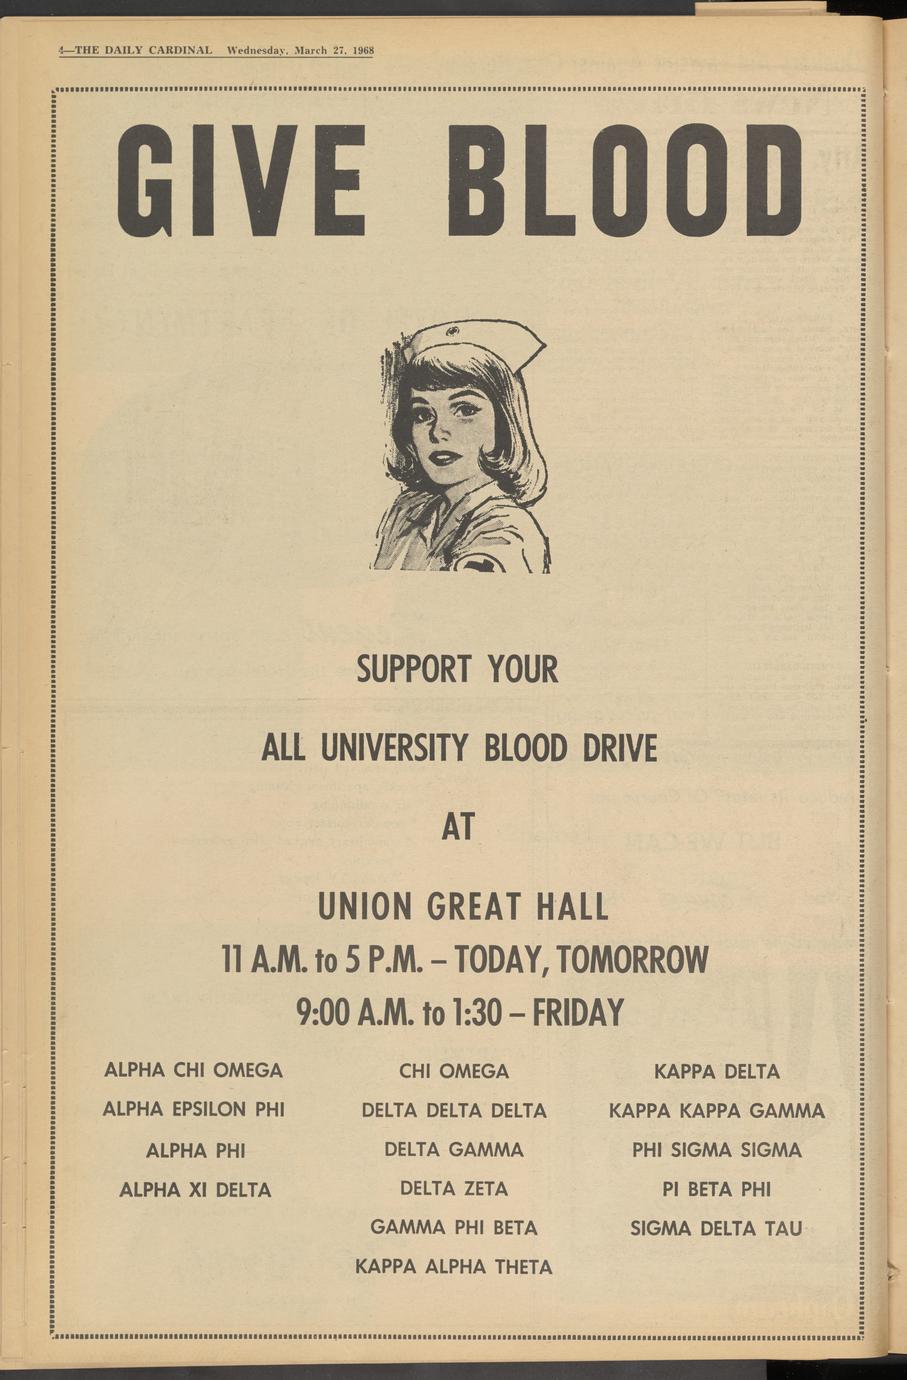 4—THE DAILY CARDINAL Wednesday, March 27, 1968
GIVE BLOOD
SUPPORT YOUR
ALL UNIVERSITY BLOOD DRIVE
AT
UNION GREAT HALL
11 A.M. to 5 P.M. – TODAY, TOMORROW
9:00 A.M. to 1:30 – FRIDAY
ALPHA CHI OMEGA
ALPHA EPSILON PHI
ALPHA PHI
ALPHA XI DELTA
CHI OMEGA
DELTA DELTA DELTA
DELTA GAMMA
DELTA ZETA
GAMMA PHI BETA
KAPPA ALPHA THETA
KAPPA DELTA
KAPPA KAPPA GAMMA
PHI SIGMA SIGMA
PI BETA PHI
SIGMA DELTA TAU